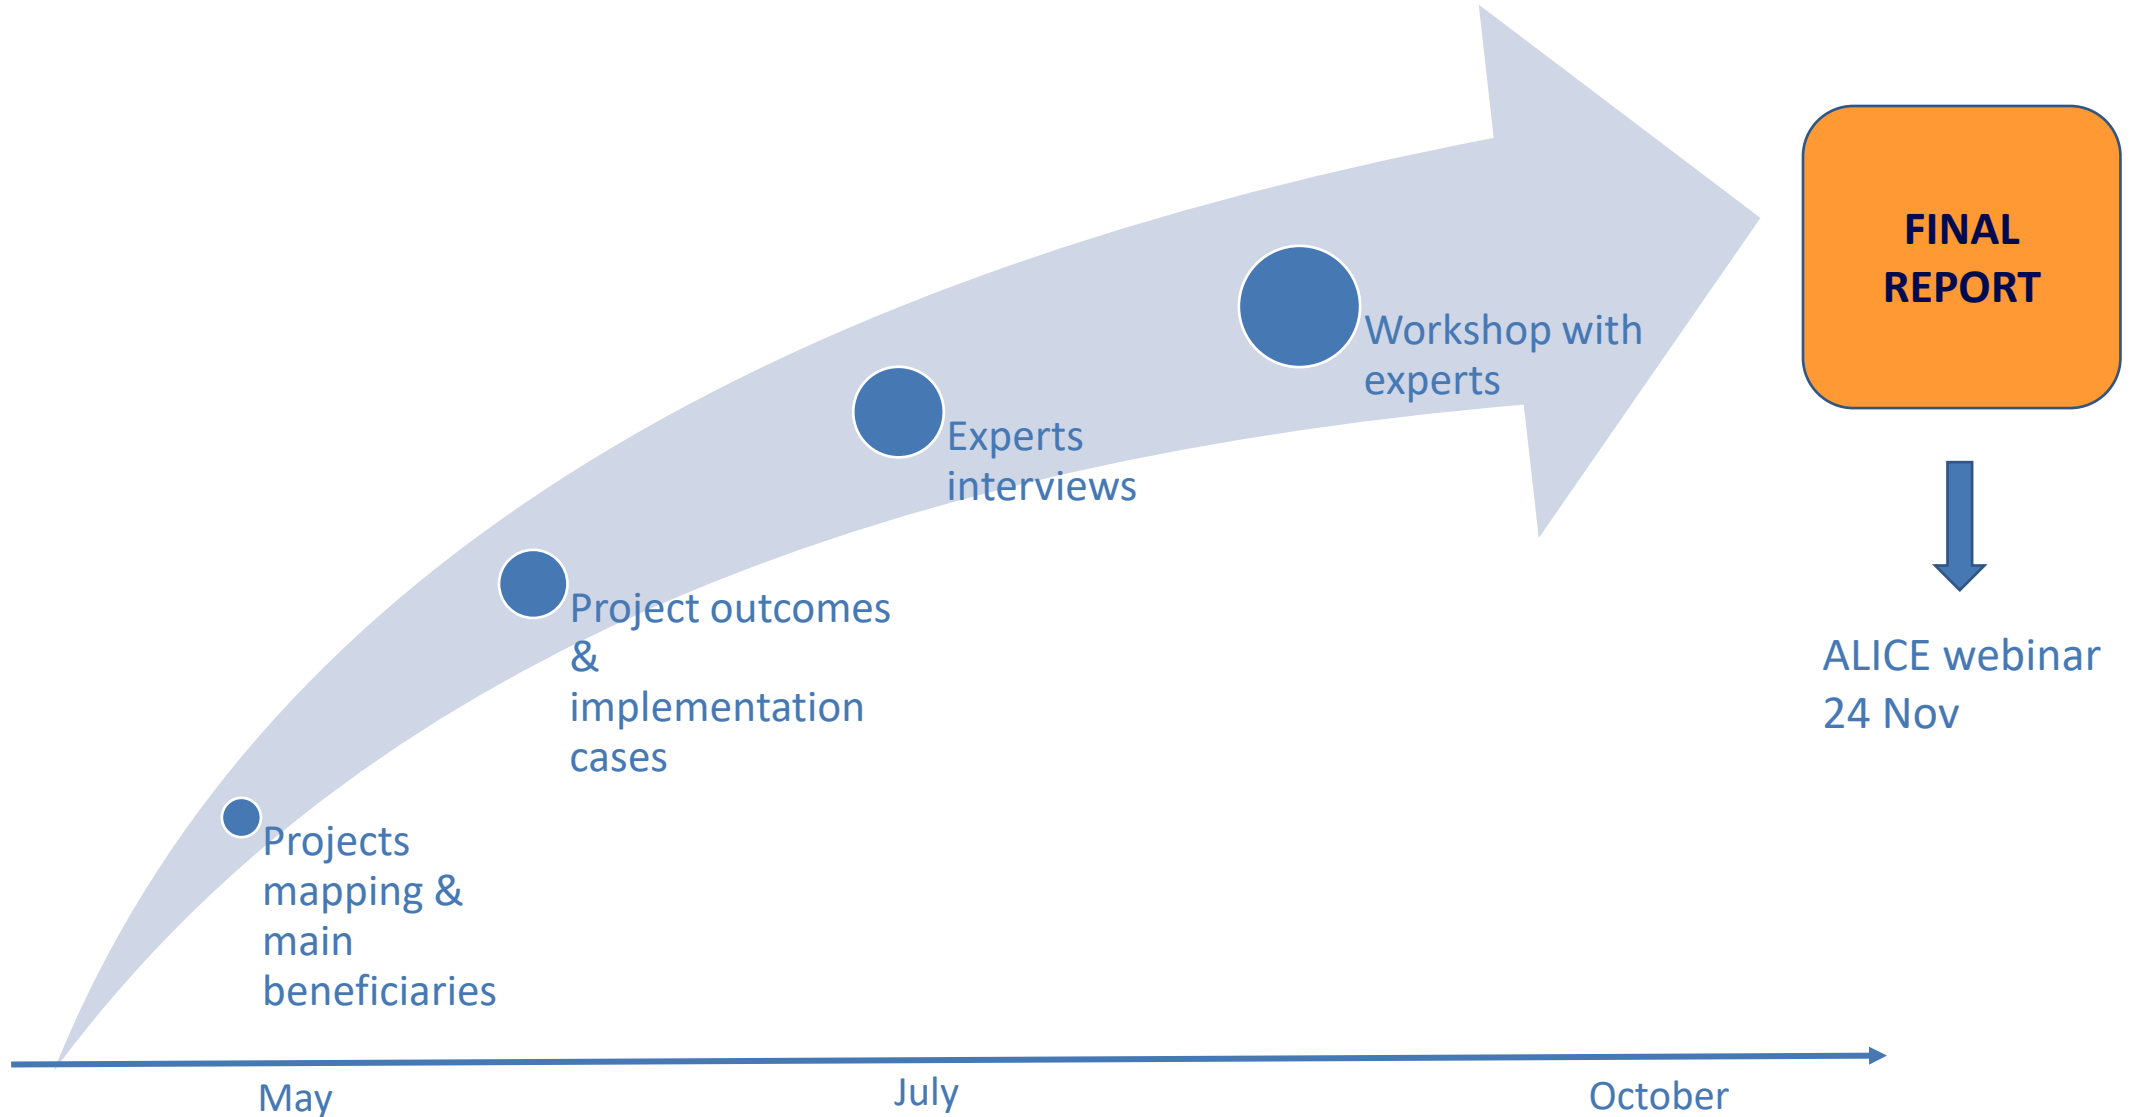 FINAL
REPORT
Workshop with
experts
Experts
interviews
Project outcomes
&
implementation
cases
ALICE webinar
24 Nov
Projects
mapping &
main
beneficiaries
May
July
October